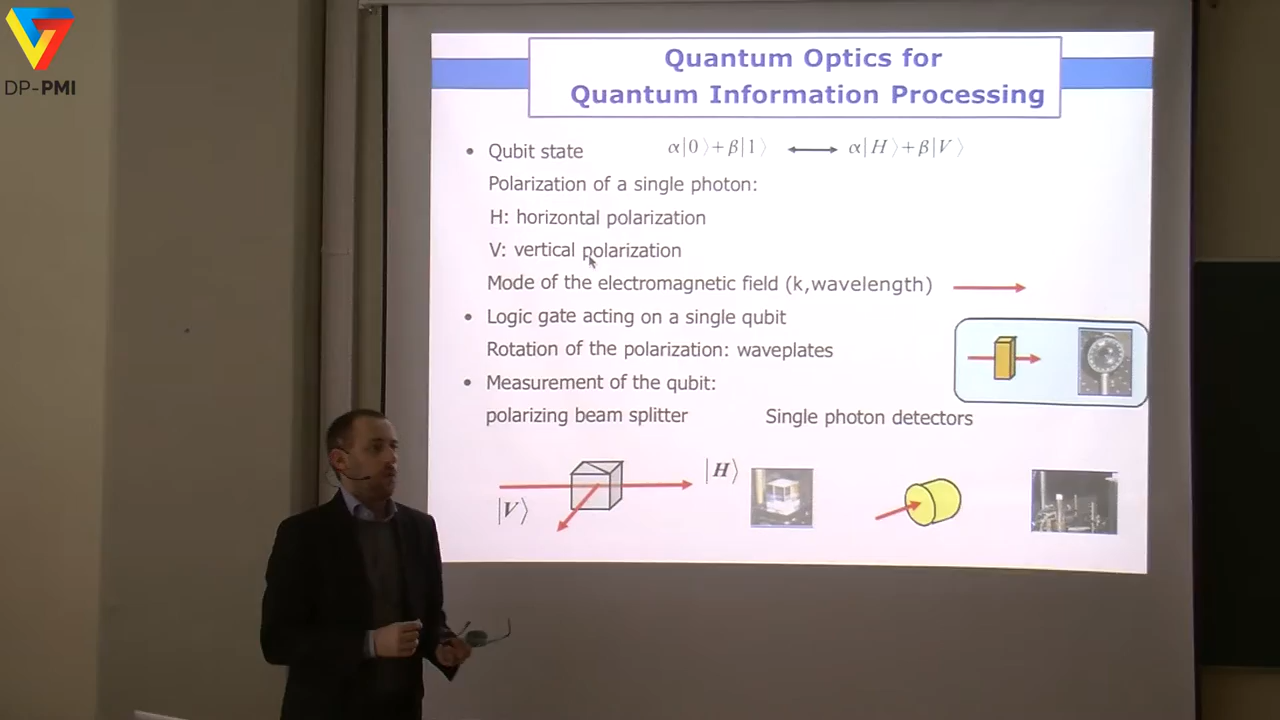 DP-PMI
Quantum Optics for
Quantum Information Processing
• Qubit state α|0⟩+β|1⟩ ⟷ α|H⟩+β|V⟩
Polarization of a single photon:
H: horizontal polarization
V: vertical polarization
Mode of the electromagnetic field (k,wavelength)
• Logic gate acting on a single qubit
Rotation of the polarization: waveplates
• Measurement of the qubit:
polarizing beam splitter Single photon detectors
|H⟩
|V⟩